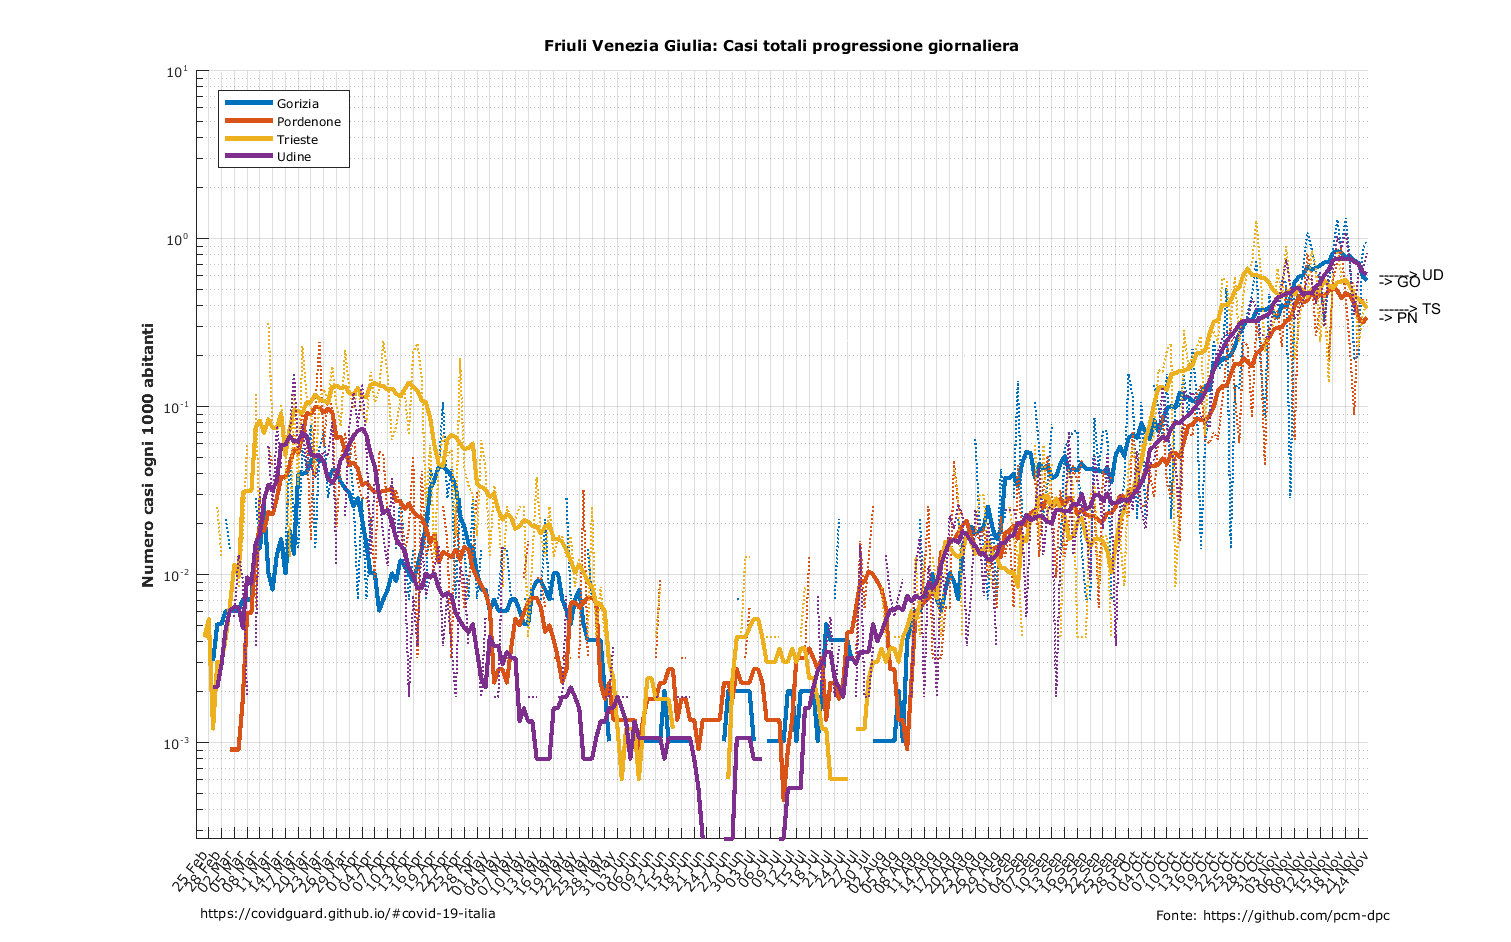 Friuli Venezia Giulia: Casi totali progressione giornaliera
10¹
10⁰
10⁻¹
10⁻²
10⁻³
Numero casi ogni 1000 abitanti
Gorizia
Pordenone
Trieste
Udine
------> UD
-> GO
------> TS
-> PN
25 Feb
28 Feb
02 Mar
05 Mar
08 Mar
11 Mar
14 Mar
17 Mar
20 Mar
23 Mar
26 Mar
29 Mar
01 Apr
04 Apr
07 Apr
10 Apr
13 Apr
16 Apr
19 Apr
22 Apr
25 Apr
28 Apr
01 May
04 May
07 May
10 May
13 May
16 May
19 May
22 May
25 May
28 May
31 May
03 Jun
06 Jun
09 Jun
12 Jun
15 Jun
18 Jun
21 Jun
24 Jun
27 Jun
30 Jun
03 Jul
06 Jul
09 Jul
12 Jul
15 Jul
18 Jul
21 Jul
24 Jul
27 Jul
30 Jul
02 Aug
05 Aug
08 Aug
11 Aug
14 Aug
17 Aug
20 Aug
23 Aug
26 Aug
29 Aug
01 Sep
04 Sep
07 Sep
10 Sep
13 Sep
16 Sep
19 Sep
22 Sep
25 Sep
28 Sep
01 Oct
04 Oct
07 Oct
10 Oct
13 Oct
16 Oct
19 Oct
22 Oct
25 Oct
28 Oct
31 Oct
03 Nov
06 Nov
09 Nov
12 Nov
15 Nov
18 Nov
21 Nov
24 Nov
https://covidguard.github.io/#covid-19-italia
Fonte: https://github.com/pcm-dpc